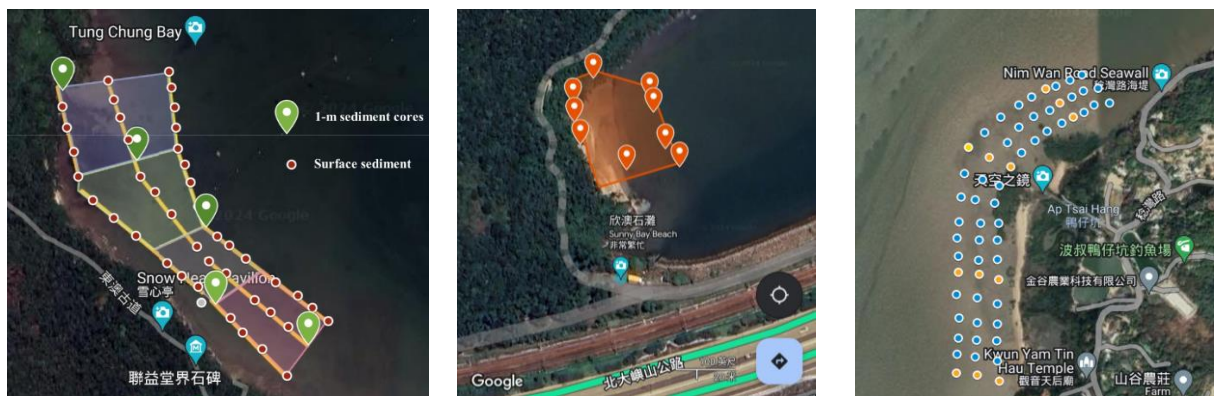 Tung Chung Bay
1-m sediment cores
Surface sediment
2024 Google
雪心亭
東澳古道
聯益堂界石碑
欣澳石灘
Sunny Bay Beach
非常繁忙
Google
北大嶼山公路
Nim Wan Road Seawall
稔灣路海堤
天空之鏡
Ap Tsai Hang
鴨仔坑
稔灣路
波叔鴨仔坑釣魚場
金谷農業科技有限公司
Kwun Yam Tin
Hau Temple
觀音天后廟
山谷農莊
Farm